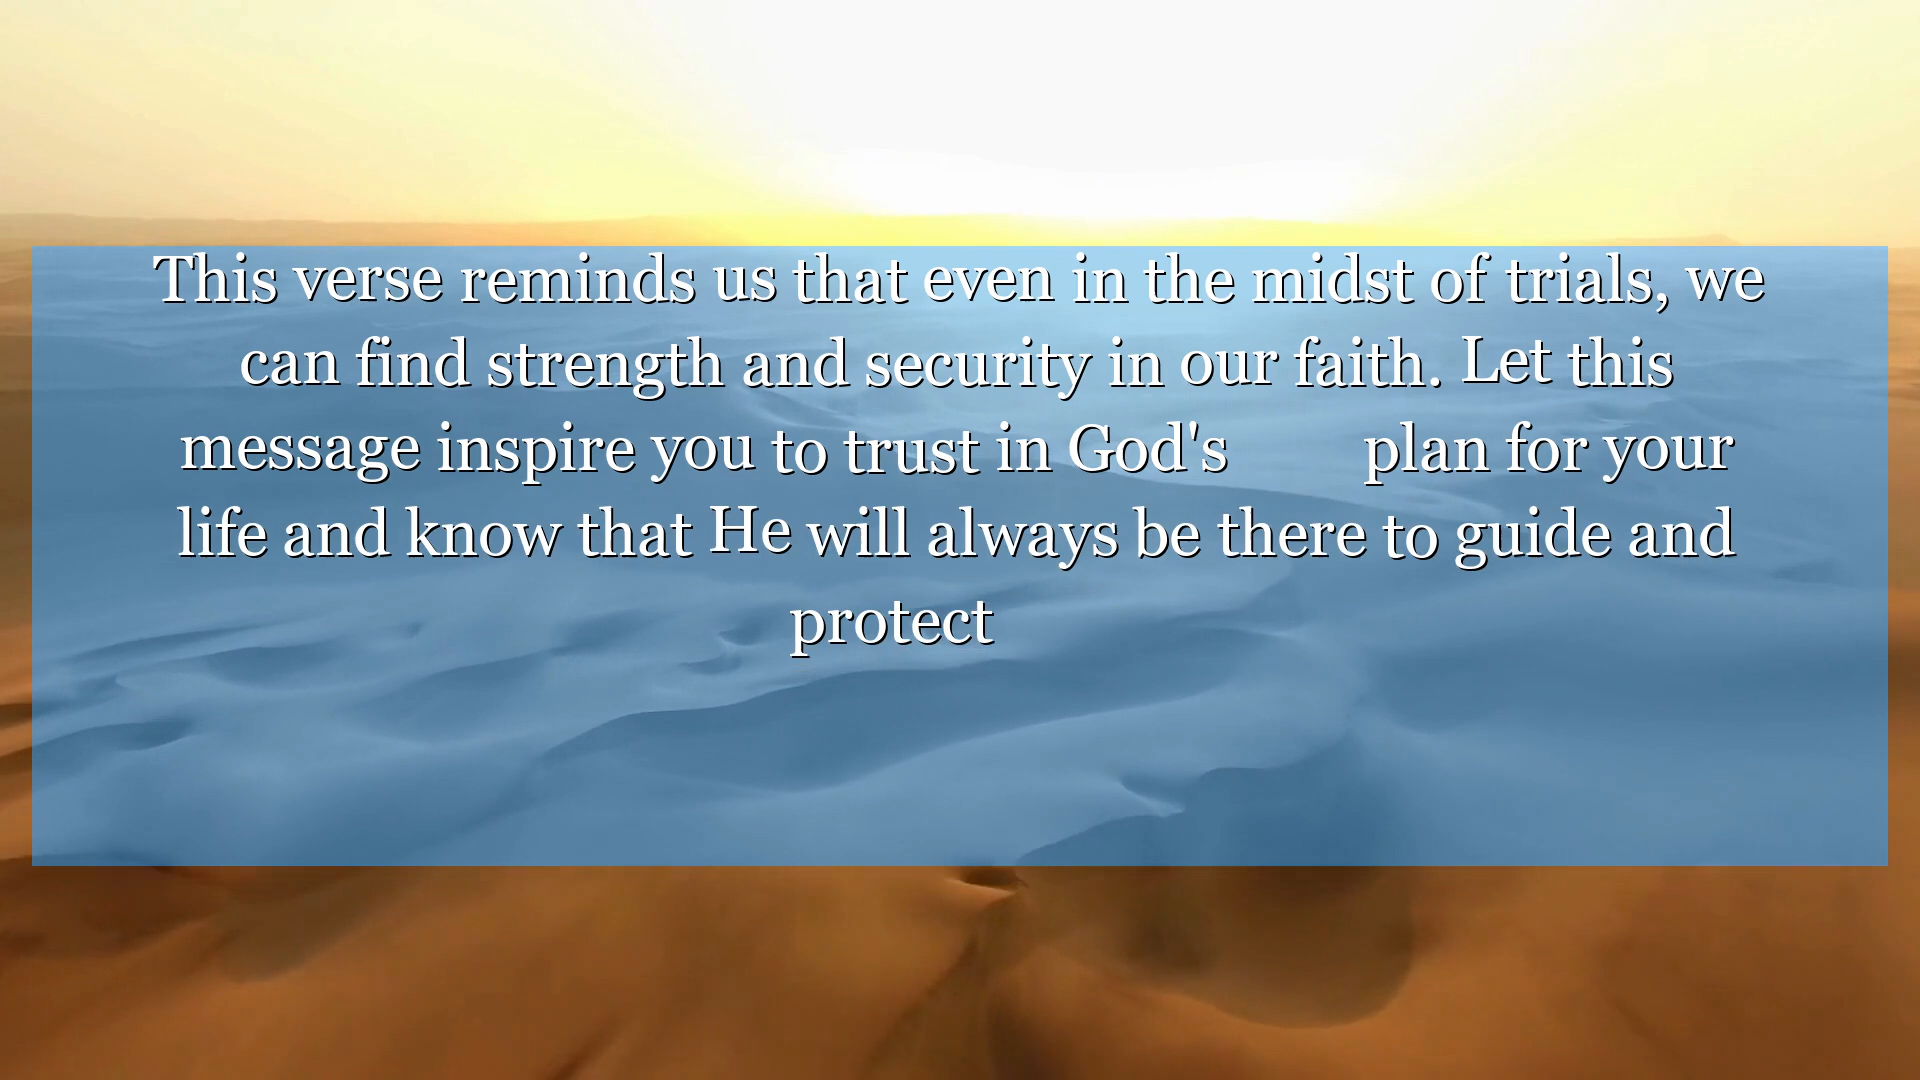 This verse reminds us that even in the midst of trials, we
can find strength and security in our faith. Let this
message inspire you to trust in God's plan for your
life and know that He will always be there to guide and
protect